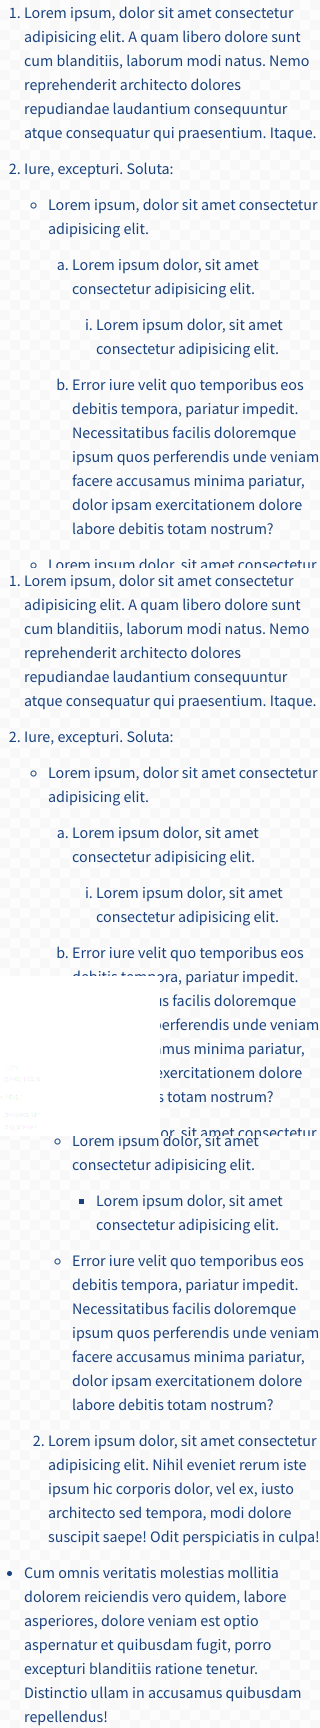 1. Lorem ipsum, dolor sit amet consectetur
adipisicing elit. A quam libero dolore sunt
cum blanditiis, laborum modi natus. Nemo
reprehenderit architecto dolores
repudiandae laudantium consequuntur
atque consequatur qui praesentium. Itaque.
2. Iure, excepturi. Soluta:
◦ Lorem ipsum, dolor sit amet consectetur
adipisicing elit.
a. Lorem ipsum dolor, sit amet
consectetur adipisicing elit.
i. Lorem ipsum dolor, sit amet
consectetur adipisicing elit.
b. Error iure velit quo temporibus eos
debitis tempora, pariatur impedit.
Necessitatibus facilis doloremque
ipsum quos perferendis unde veniam
facere accusamus minima pariatur,
dolor ipsam exercitationem dolore
labore debitis totam nostrum?
◦ Lorem ipsum dolor, sit amet consectetur
1. Lorem ipsum, dolor sit amet consectetur
adipisicing elit. A quam libero dolore sunt
cum blanditiis, laborum modi natus. Nemo
reprehenderit architecto dolores
repudiandae laudantium consequuntur
atque consequatur qui praesentium. Itaque.
2. Iure, excepturi. Soluta:
◦ Lorem ipsum, dolor sit amet consectetur
adipisicing elit.
a. Lorem ipsum dolor, sit amet
consectetur adipisicing elit.
i. Lorem ipsum dolor, sit amet
consectetur adipisicing elit.
b. Error iure velit quo temporibus eos
debitis tempora, pariatur impedit.
facilis doloremque
perferendis unde veniam
minima pariatur,
exercitationem dolore
totam nostrum?
sit amet consectetur
◦ Lorem ipsum dolor, sit amet
consectetur adipisicing elit.
▪ Lorem ipsum dolor, sit amet
consectetur adipisicing elit.
◦ Error iure velit quo temporibus eos
debitis tempora, pariatur impedit.
Necessitatibus facilis doloremque
ipsum quos perferendis unde veniam
facere accusamus minima pariatur,
dolor ipsam exercitationem dolore
labore debitis totam nostrum?
2. Lorem ipsum dolor, sit amet consectetur
adipisicing elit. Nihil eveniet rerum iste
ipsum hic corporis dolor, vel ex, iusto
architecto sed tempora, modi dolore
suscipit saepe! Odit perspiciatis in culpa!
• Cum omnis veritatis molestias mollitia
dolorem reiciendis vero quidem, labore
asperiores, dolore veniam est optio
aspernatur et quibusdam fugit, porro
excepturi blanditiis ratione tenetur.
Distinctio ullam in accusamus quibusdam
repellendus!